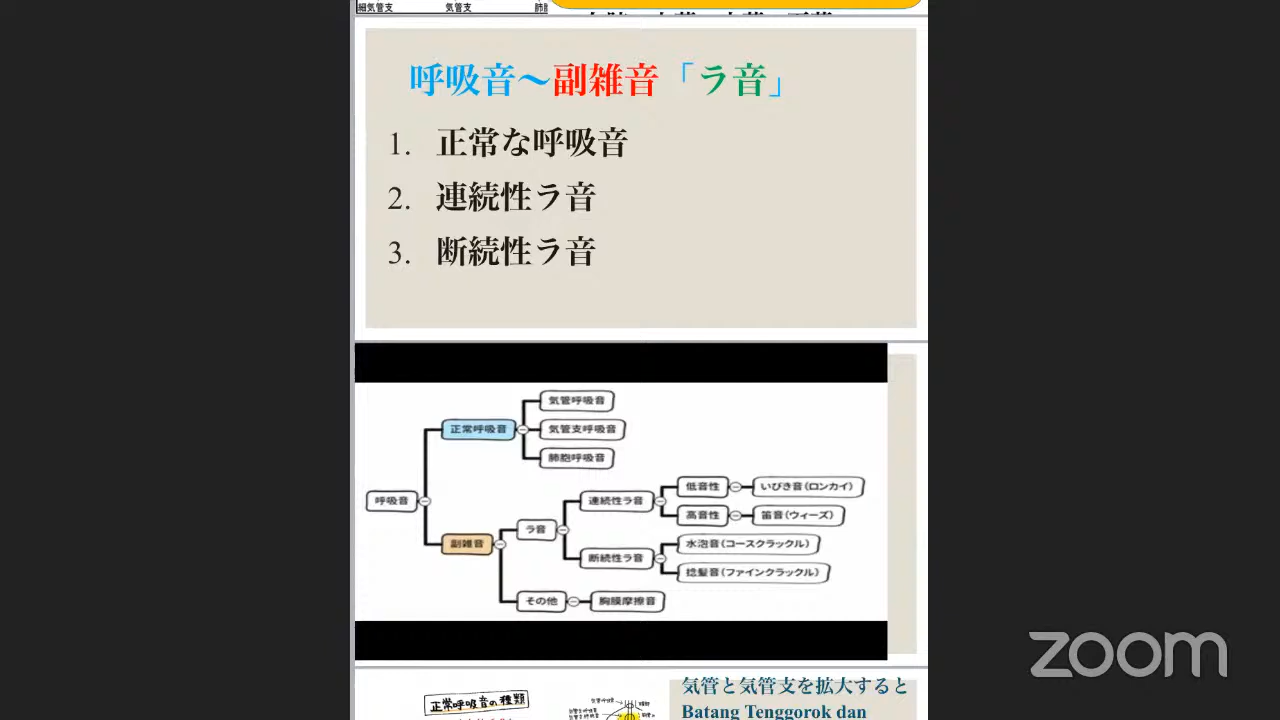 細気管支
気管支
呼吸音～副雑音「ラ音」
1. 正常な呼吸音
2. 連続性ラ音
3. 断続性ラ音
気管呼吸音
正常呼吸音
気管支呼吸音
肺胞呼吸音
呼吸音
副雑音
ラ音
連続性ラ音
低音性
いびき音(ロンカイ)
高音性
笛音(ウィーズ)
断続性ラ音
水泡音(コースクラックル)
捻髪音(ファインクラックル)
その他
胸膜摩擦音
zoom
正常呼吸音の種類
気管と気管支を拡大すると
Batang Tenggorok dan